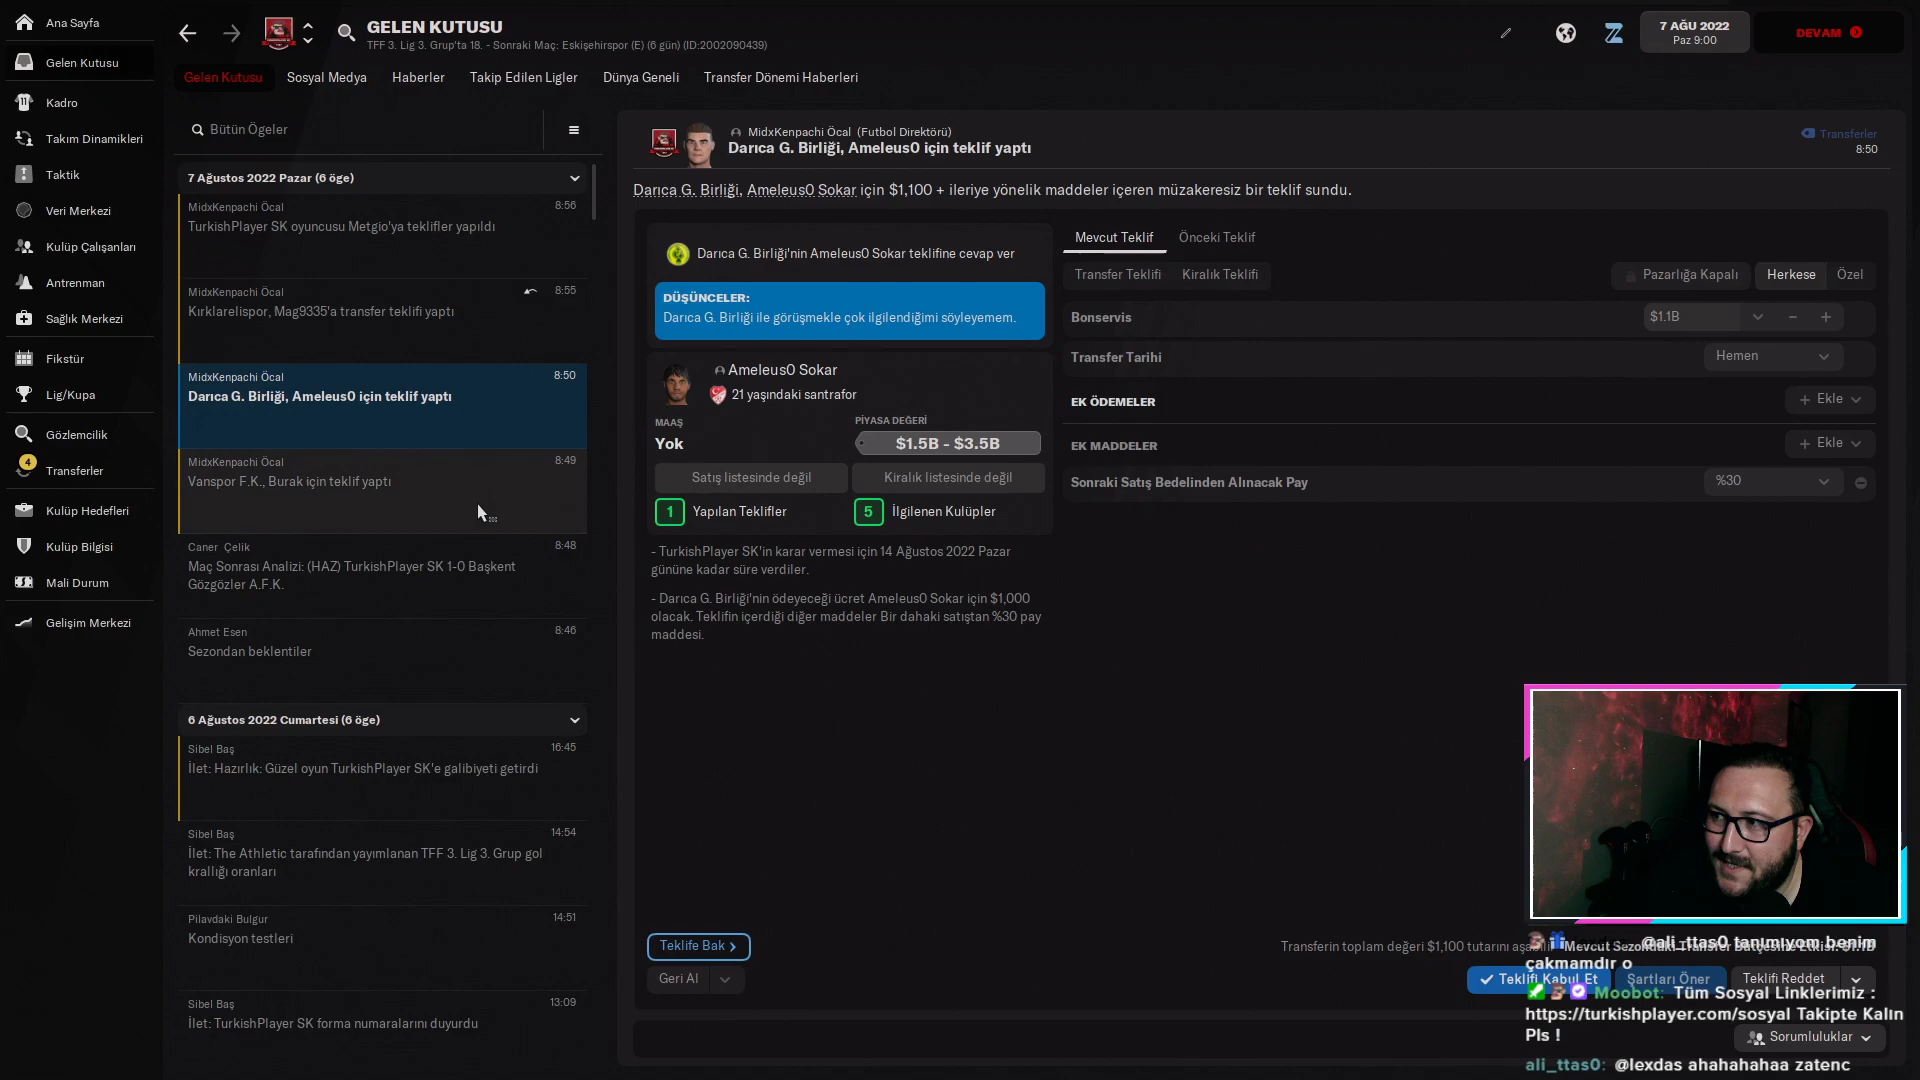 Ana Sayfa
Gelen Kutusu
Kadro
Takım Dinamikleri
Taktik
Veri Merkezi
Kulüp Çalışanları
Antrenman
Sağlık Merkezi
Fikstür
Lig/Kupa
Gözlemcilik
4
Transferler
Kulüp Hedefleri
Kulüp Bilgisi
Mali Durum
Gelişim Merkezi
GELEN KUTUSU
TFF 3. Lig 3. Grup'ta 18. - Sonraki Maç: Eskişehirspor (E) (6 gün) (ID:2002090439)
7 AĞU 2022
Paz 9:00
DEVAM
Gelen Kutusu Sosyal Medya Haberler Takip Edilen Ligler Dünya Geneli Transfer Dönemi Haberleri
Bütün Ögeler
7 Ağustos 2022 Pazar (6 öge)
MidxKenpachi Öcal 8:56
TurkishPlayer SK oyuncusu Metgio'ya teklifler yapıldı
MidxKenpachi Öcal 8:55
Kırklarelispor, Mag9335'a transfer teklifi yaptı
MidxKenpachi Öcal 8:50
Darıca G. Birliği, Ameleus0 için teklif yaptı
MidxKenpachi Öcal 8:49
Vanspor F.K., Burak için teklif yaptı
Caner Çelik 8:48
Maç Sonrası Analizi: (HAZ) TurkishPlayer SK 1-0 Başkent
Gözgözler A.F.K.
Ahmet Esen 8:46
Sezondan beklentiler
6 Ağustos 2022 Cumartesi (6 öge)
Sibel Baş 16:45
İlet: Hazırlık: Güzel oyun TurkishPlayer SK'e galibiyeti getirdi
Sibel Baş 14:54
İlet: The Athletic tarafından yayımlanan TFF 3. Lig 3. Grup gol
krallığı oranları
Pilavdaki Bulgur 14:51
Kondisyon testleri
Sibel Baş 13:09
İlet: TurkishPlayer SK forma numaralarını duyurdu
MidxKenpachi Öcal (Futbol Direktörü)
Darıca G. Birliği, Ameleus0 için teklif yaptı
Transferler
8:50
Darıca G. Birliği, Ameleus0 Sokar için $1,100 + ileriye yönelik maddeler içeren müzakeresiz bir teklif sundu.
Darıca G. Birliği'nin Ameleus0 Sokar teklifine cevap ver
DÜŞÜNCELER:
Darıca G. Birliği ile görüşmekle çok ilgilendiğimi söyleyemem.
Ameleus0 Sokar
21 yaşındaki santrafor
MAAŞ PİYASA DEĞERİ
Yok $1.5B - $3.5B
Satış listesinde değil Kiralık listesinde değil
1 Yapılan Teklifler 5 İlgilenen Kulüpler
- TurkishPlayer SK'in karar vermesi için 14 Ağustos 2022 Pazar
gününe kadar süre verdiler.
- Darıca G. Birliği'nin ödeyeceği ücret Ameleus0 Sokar için $1,000
olacak. Teklifin içerdiği diğer maddeler Bir dahaki satıştan %30 pay
maddesi.
Mevcut Teklif Önceki Teklif
Transfer Teklifi Kiralık Teklifi Pazarlığa Kapalı Herkese Özel
Bonservis $1.1B
Transfer Tarihi Hemen
EK ÖDEMELER + Ekle
EK MADDELER + Ekle
Sonraki Satış Bedelinden Alınacak Pay %30
Teklife Bak
Geri Al
Transferin toplam değeri $1,100 tutarını
Teklifi Kabul Et Şartları Öner Teklifi Reddet
Sorumluluklar
@ali_ttas0 tanımıyom benim
çakmamdır o
Moobot: Tüm Sosyal Linklerimiz :
https://turkishplayer.com/sosyal Takipte Kalın
Pls !
ali_ttas0: @lexdas ahahahahaa zatenc